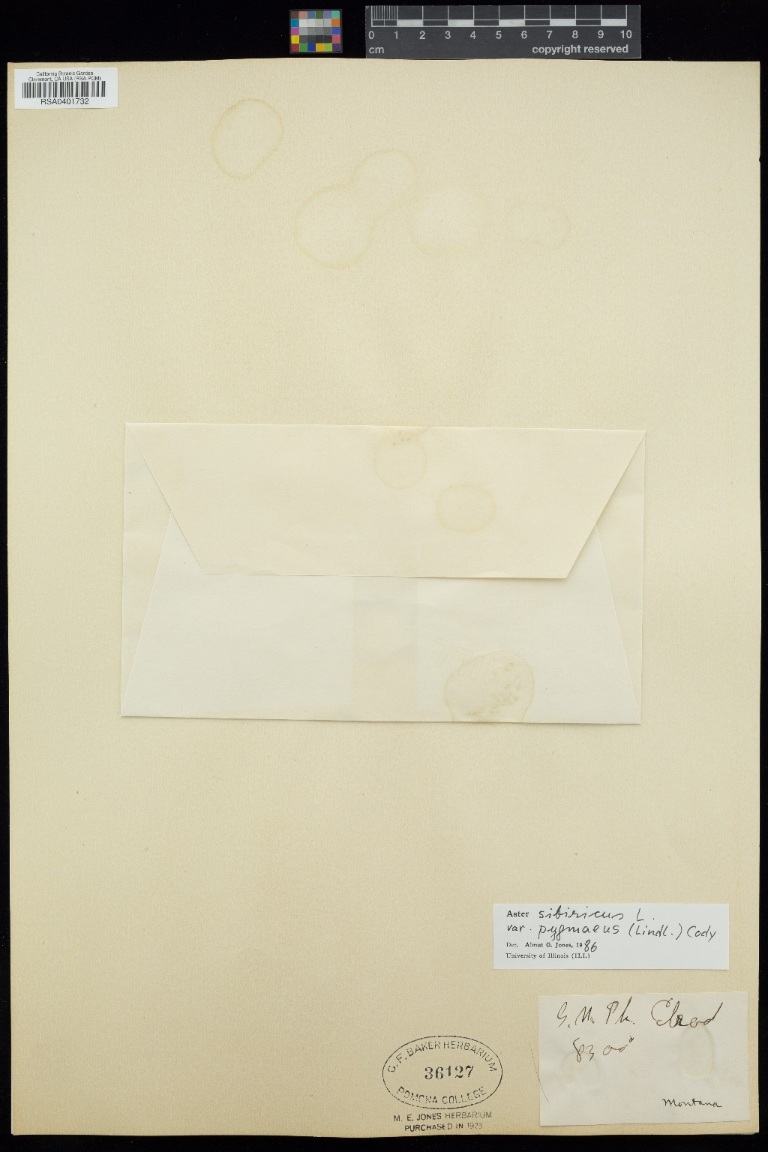 0 1 2 3 4 5 6 7 8 9 10
cm
copyright reserved
California Botanic Garden
Claremont, CA USA (RSA-POM)
RSA0401732
Aster sibiricus L.
var. pygmaeus (Lindl.) Cody
Det. Almut G. Jones, 1986
University of Illinois (ILL)
Elrod
8300°
Montana
G. F. BAKER HERBARIUM
36127
POMONA COLLEGE
M. E. JONES HERBARIUM
PURCHASED IN 1923